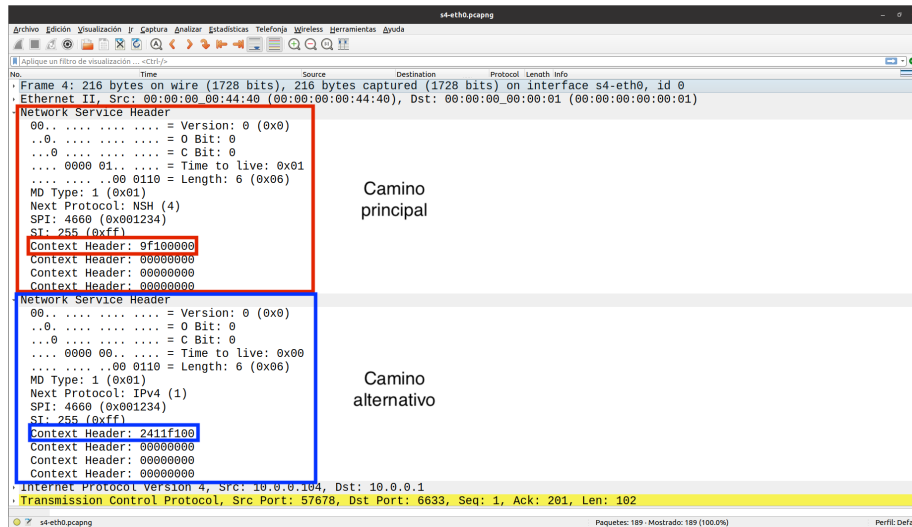 s4-eth0.pcapng
Archivo Edición Visualización Ir Captura Analizar Estadísticas Telefonía Wireless Herramientas Ayuda
Aplique un filtro de visualización ... <Ctrl-/>
No. Time Source Destination Protocol Length Info
Frame 4: 216 bytes on wire (1728 bits), 216 bytes captured (1728 bits) on interface s4-eth0, id 0
Ethernet II, Src: 00:00:00_00:44:40 (00:00:00:00:44:40), Dst: 00:00:00_00:00:01 (00:00:00:00:00:01)
Network Service Header
00.. .... .... .... = Version: 0 (0x0)
..0. .... .... .... = O Bit: 0
...0 .... .... .... = C Bit: 0
.... 0000 01.. .... = Time to live: 0x01
.... .... ..00 0110 = Length: 6 (0x06)
MD Type: 1 (0x01)
Next Protocol: NSH (4)
SPI: 4660 (0x001234)
SI: 255 (0xff)
Context Header: 9f100000
Context Header: 00000000
Context Header: 00000000
Context Header: 00000000
Camino
principal
Network Service Header
00.. .... .... .... = Version: 0 (0x0)
..0. .... .... .... = O Bit: 0
...0 .... .... .... = C Bit: 0
.... 0000 00.. .... = Time to live: 0x00
.... .... ..00 0110 = Length: 6 (0x06)
MD Type: 1 (0x01)
Next Protocol: IPv4 (1)
SPI: 4660 (0x001234)
SI: 255 (0xff)
Context Header: 2411f100
Context Header: 00000000
Context Header: 00000000
Context Header: 00000000
Camino
alternativo
Internet Protocol Version 4, Src: 10.0.0.104, Dst: 10.0.0.1
Transmission Control Protocol, Src Port: 57678, Dst Port: 6633, Seq: 1, Ack: 201, Len: 102
s4-eth0.pcapng Paquetes: 189 · Mostrado: 189 (100.0%) Perfil: Defa